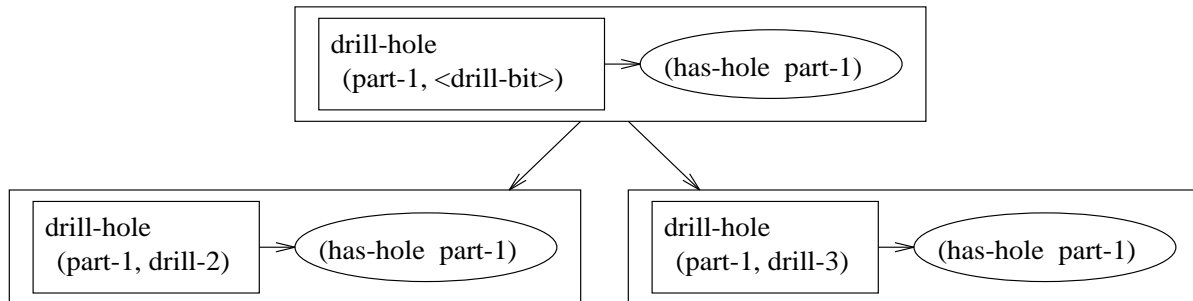 drill-hole
(part-1, <drill-bit>)
(has-hole part-1)
drill-hole
(part-1, drill-2)
(has-hole part-1)
drill-hole
(part-1, drill-3)
(has-hole part-1)